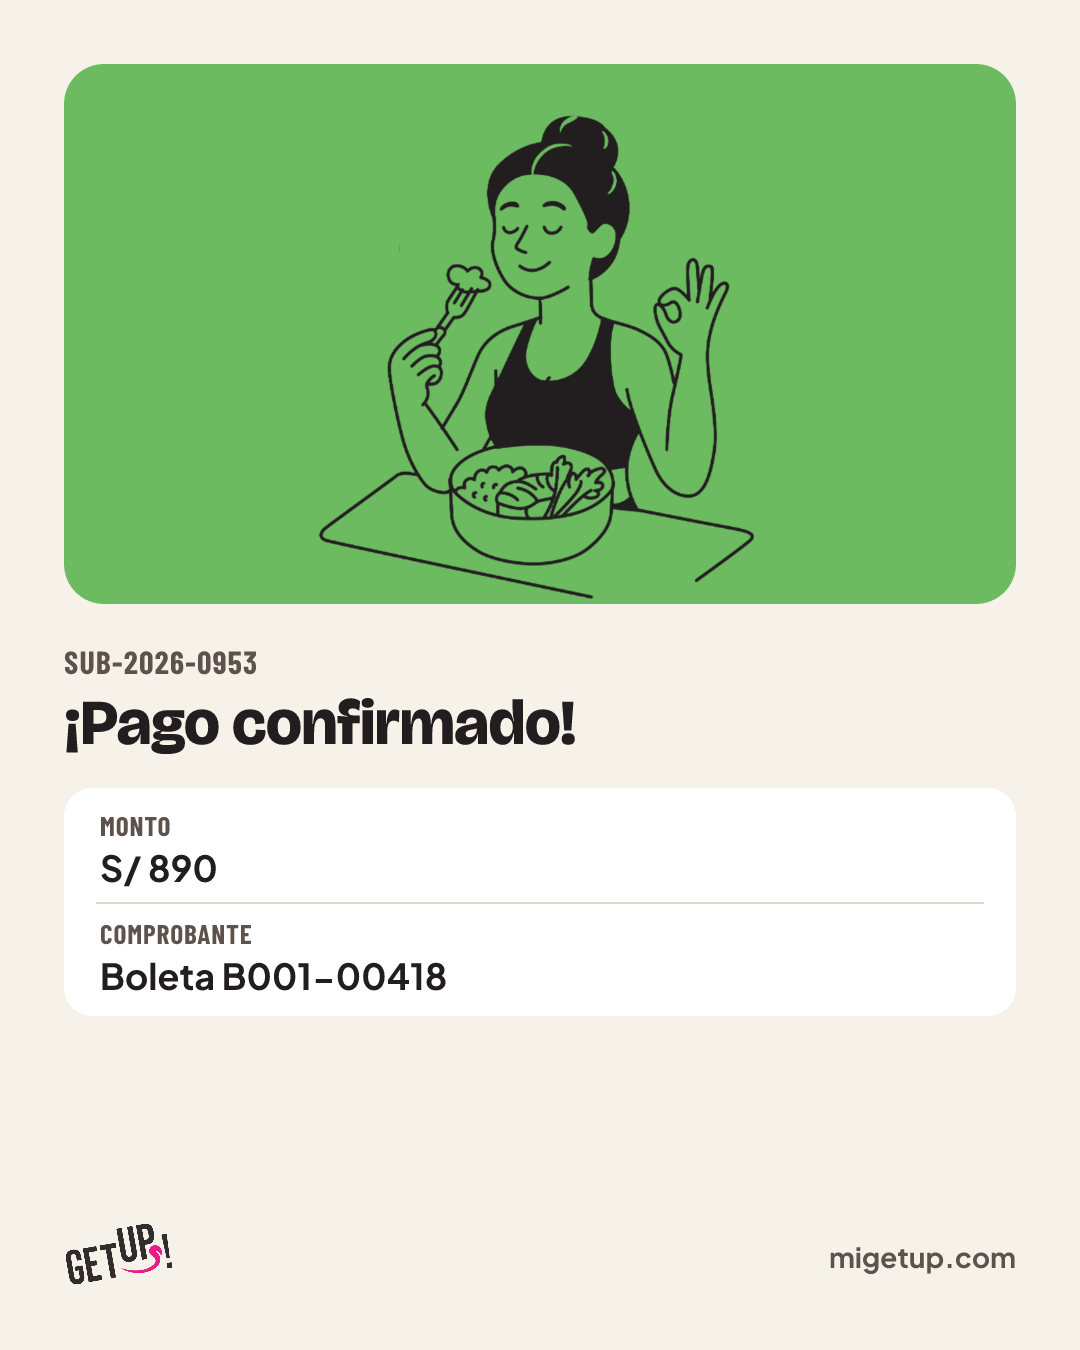 SUB-2026-0953
¡Pago confirmado!
MONTO
S/ 890
COMPROBANTE
Boleta B001-00418
GETUP!
migetup.com